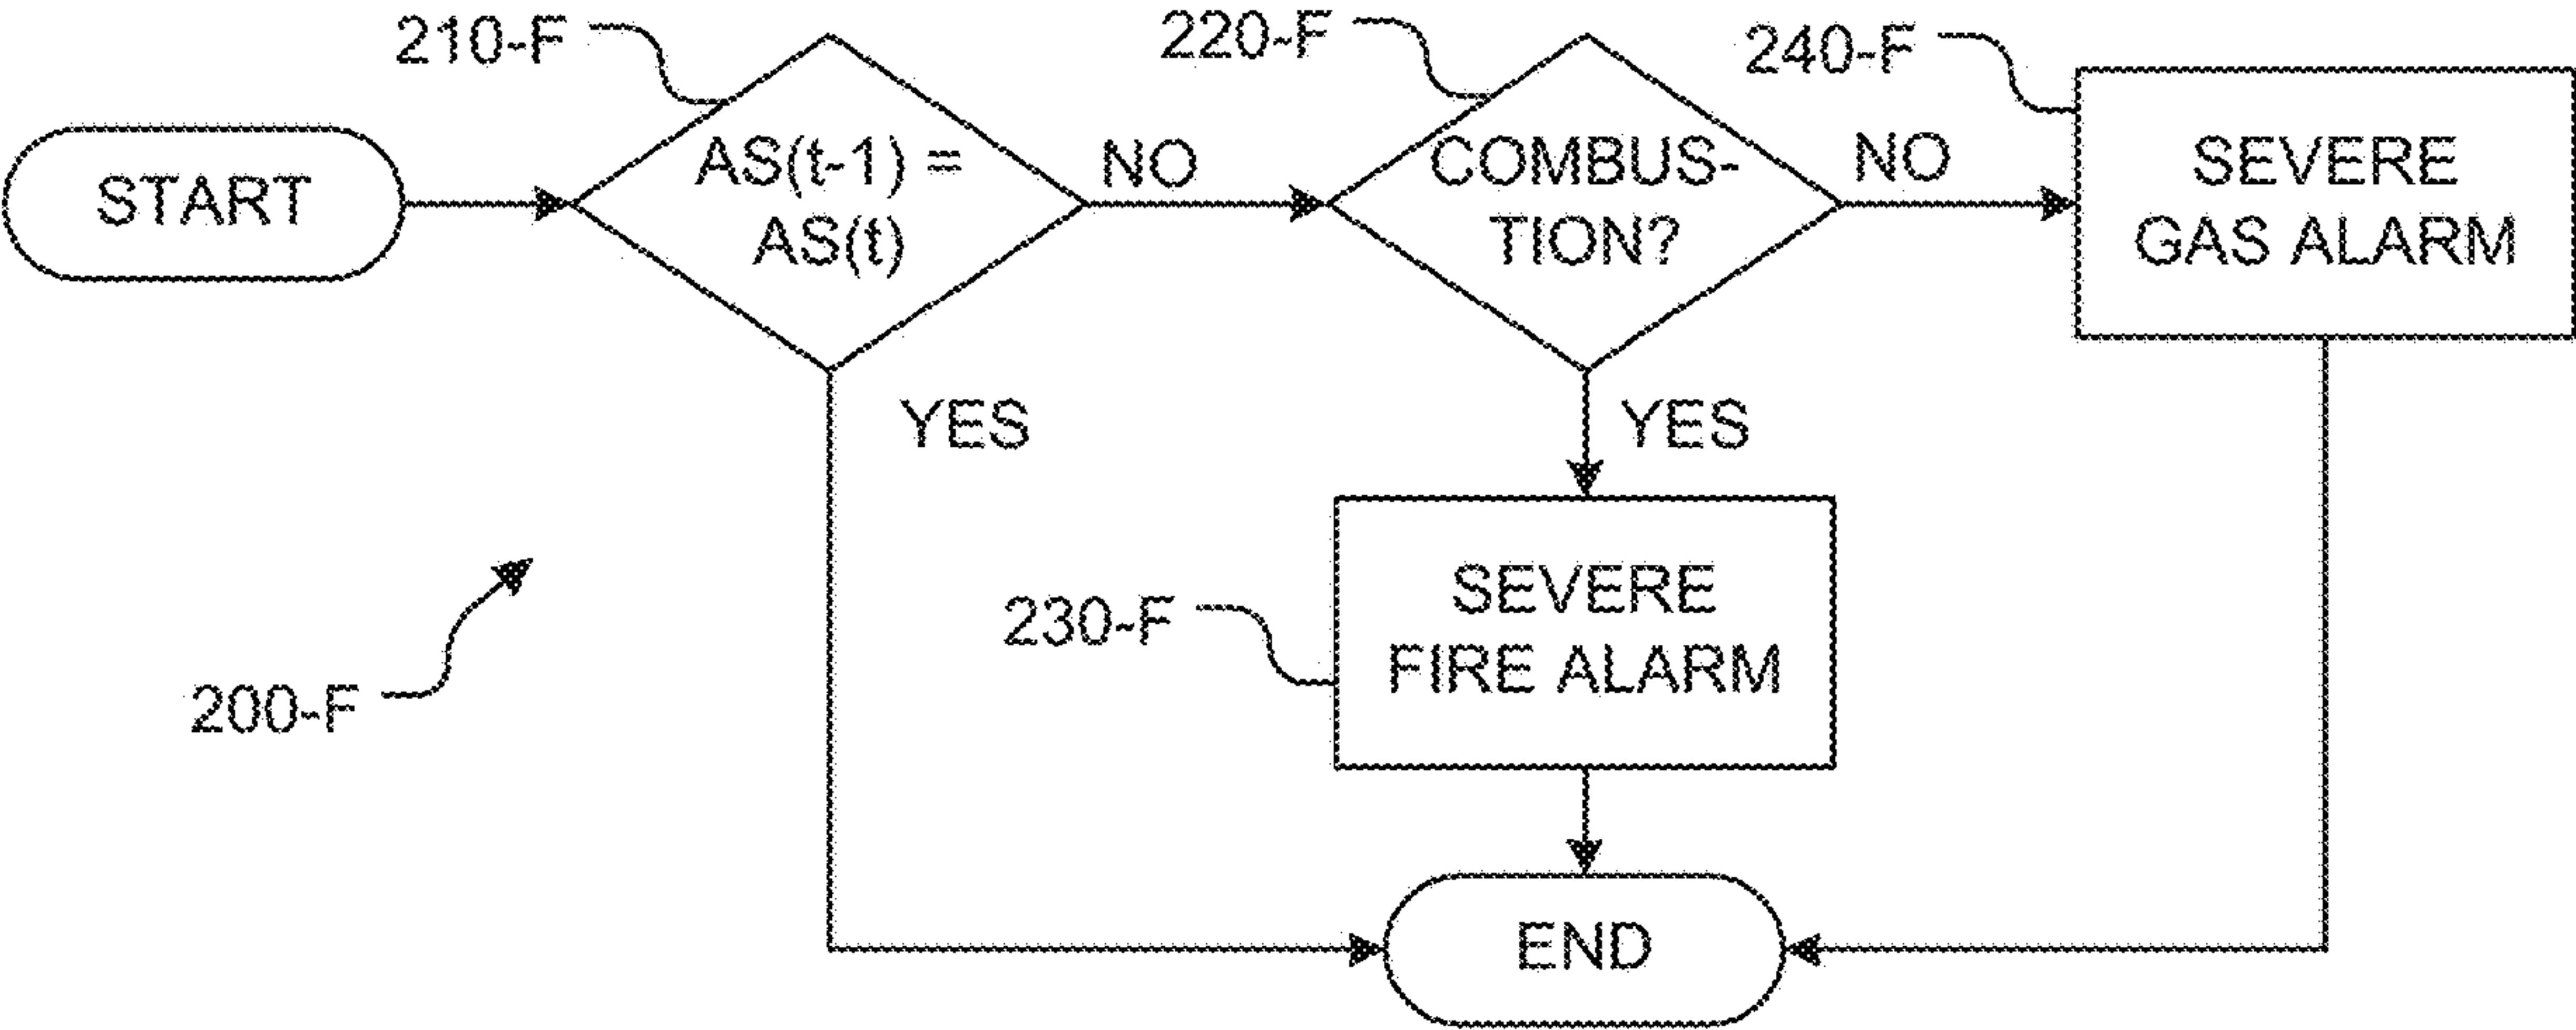 210-F
220-F
240-F
START
AS(t-1) =
AS(t)
NO
COMBUS-
TION?
NO
SEVERE
GAS ALARM
YES
YES
200-F
230-F
SEVERE
FIRE ALARM
END